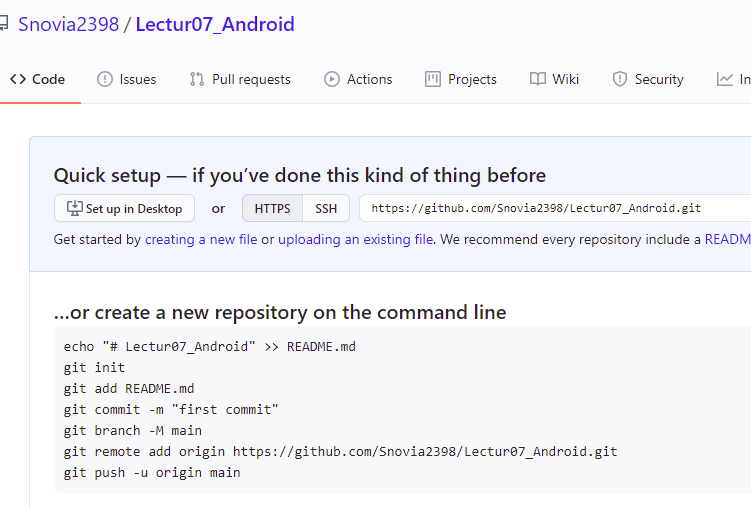 Snovia2398 / Lectur07_Android
<> Code Issues Pull requests Actions Projects Wiki Security In
Quick setup — if you’ve done this kind of thing before
Set up in Desktop or HTTPS SSH https://github.com/Snovia2398/Lectur07_Android.git
Get started by creating a new file or uploading an existing file. We recommend every repository include a READM
…or create a new repository on the command line
echo "# Lectur07_Android" >> README.md
git init
git add README.md
git commit -m "first commit"
git branch -M main
git remote add origin https://github.com/Snovia2398/Lectur07_Android.git
git push -u origin main